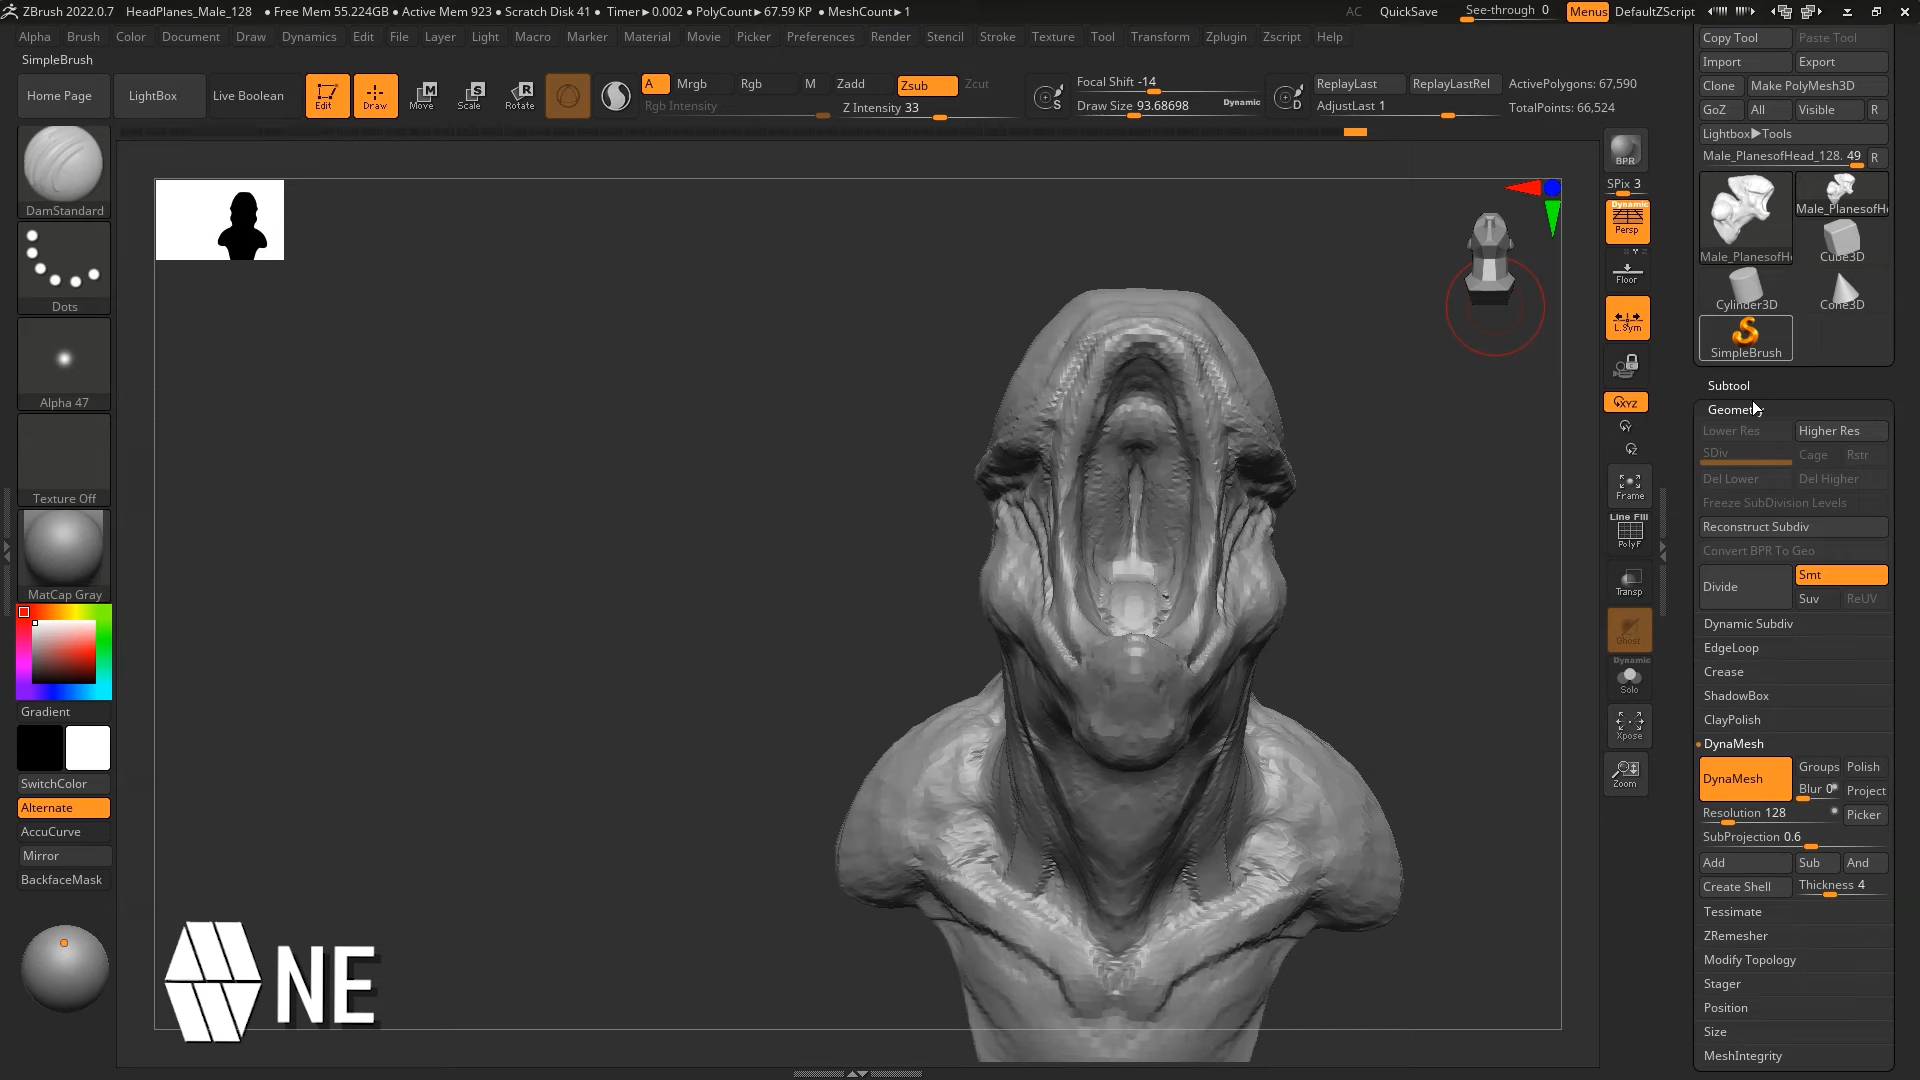 ZBrush 2022.0.7 HeadPlanes_Male_128 • Free Mem 55.224GB • Active Mem 923 • Scratch Disk 41 • Timer▶0.002 • PolyCount▶67.59 KP • MeshCount▶1 AC QuickSave See-through 0 Menus DefaultZScript
Alpha Brush Color Document Draw Dynamics Edit File Layer Light Macro Marker Material Movie Picker Preferences Render Stencil Stroke Texture Tool Transform Zplugin Zscript Help
SimpleBrush
Home Page LightBox Live Boolean Edit Draw Move Scale Rotate
A Mrgb Rgb M Zadd Zsub Zcut
Rgb Intensity Z Intensity 33
Focal Shift -14
Draw Size 93.68698 Dynamic
ReplayLast ReplayLastRel
AdjustLast 1
ActivePolygons: 67,590
TotalPoints: 66,524
DamStandard
Dots
Alpha 47
Texture Off
MatCap Gray
Gradient
SwitchColor
Alternate
AccuCurve
Mirror
BackfaceMask
NE
BPR
SPix 3
Dynamic
Persp
Floor
L.Sym
XYZ
Frame
Line Fill
PolyF
Transp
Ghost
Dynamic
Solo
Xpose
Zoom
Copy Tool Paste Tool
Import Export
Clone Make PolyMesh3D
GoZ All Visible R
Lightbox▶Tools
Male_PlanesofHead_128. 49 R
Male_PlanesofH
Male_PlanesofH Cube3D
Cylinder3D Cone3D
SimpleBrush
Subtool
Geometry
Lower Res Higher Res
SDiv Cage Rstr
Del Lower Del Higher
Freeze SubDivision Levels
Reconstruct Subdiv
Convert BPR To Geo
Divide Smt
Suv ReUV
Dynamic Subdiv
EdgeLoop
Crease
ShadowBox
ClayPolish
DynaMesh
DynaMesh Groups Polish
Blur 0 Project
Resolution 128 Picker
SubProjection 0.6
Add Sub And
Create Shell Thickness 4
Tessimate
ZRemesher
Modify Topology
Stager
Position
Size
MeshIntegrity